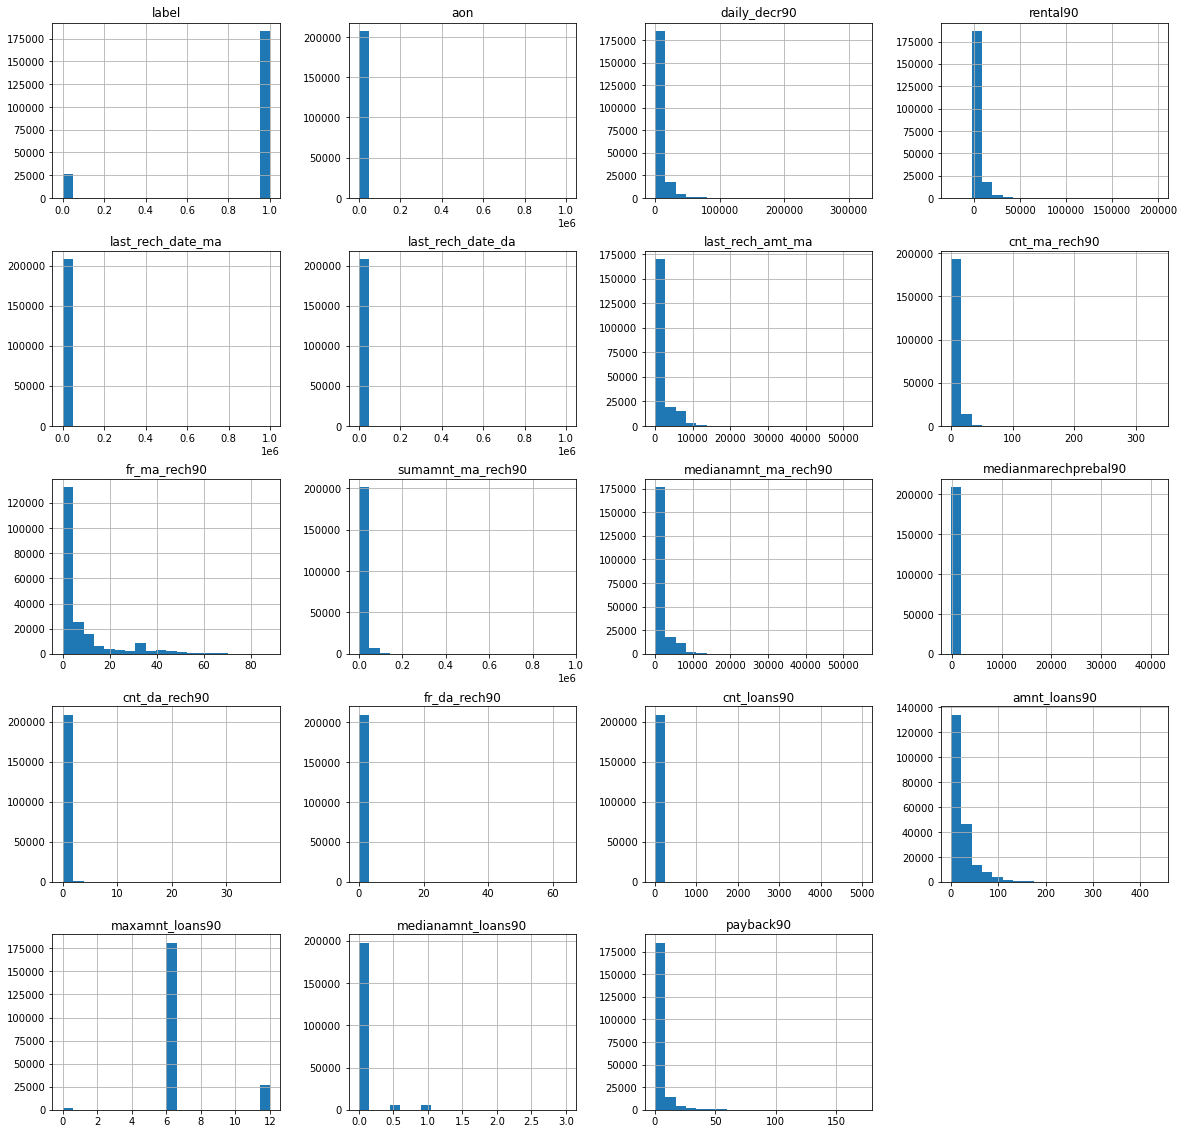 label
175000
150000
125000
100000
75000
50000
25000
0
0.0 0.2 0.4 0.6 0.8 1.0
aon
200000
150000
100000
50000
0
0.0 0.2 0.4 0.6 0.8 1.0
1e6
daily_decr90
175000
150000
125000
100000
75000
50000
25000
0
0 100000 200000 300000
rental90
175000
150000
125000
100000
75000
50000
25000
0
0 50000 100000 150000 200000
last_rech_date_ma
200000
150000
100000
50000
0
0.0 0.2 0.4 0.6 0.8 1.0
1e6
last_rech_date_da
200000
150000
100000
50000
0
0.0 0.2 0.4 0.6 0.8 1.0
1e6
last_rech_amt_ma
175000
150000
125000
100000
75000
50000
25000
0
0 10000 20000 30000 40000 50000
cnt_ma_rech90
200000
150000
100000
50000
0
0 100 200 300
fr_ma_rech90
120000
100000
80000
60000
40000
20000
0
0 20 40 60 80
sumamnt_ma_rech90
200000
150000
100000
50000
0
0.0 0.2 0.4 0.6 0.8 1.0
1e6
medianamnt_ma_rech90
175000
150000
125000
100000
75000
50000
25000
0
0 10000 20000 30000 40000 50000
medianmarechprebal90
200000
150000
100000
50000
0
0 10000 20000 30000 40000
cnt_da_rech90
200000
150000
100000
50000
0
0 10 20 30
fr_da_rech90
200000
150000
100000
50000
0
0 20 40 60
cnt_loans90
200000
150000
100000
50000
0
0 1000 2000 3000 4000 5000
amnt_loans90
140000
120000
100000
80000
60000
40000
20000
0
0 100 200 300 400
maxamnt_loans90
175000
150000
125000
100000
75000
50000
25000
0
0 2 4 6 8 10 12
medianamnt_loans90
200000
150000
100000
50000
0
0.0 0.5 1.0 1.5 2.0 2.5 3.0
payback90
175000
150000
125000
100000
75000
50000
25000
0
0 50 100 150